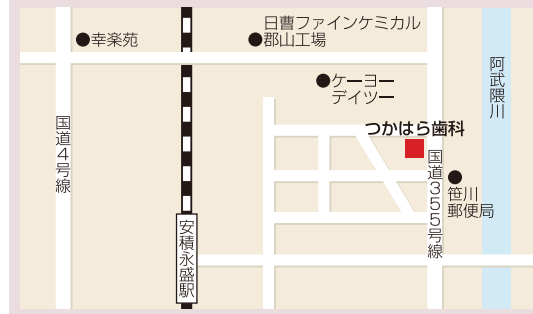 日曹ファインケミカル
郡山工場
幸楽苑
ケーヨー
デイツー
阿武隈川
国道4号線
つかはら歯科
国道355号線
笹川
郵便局
安積永盛駅